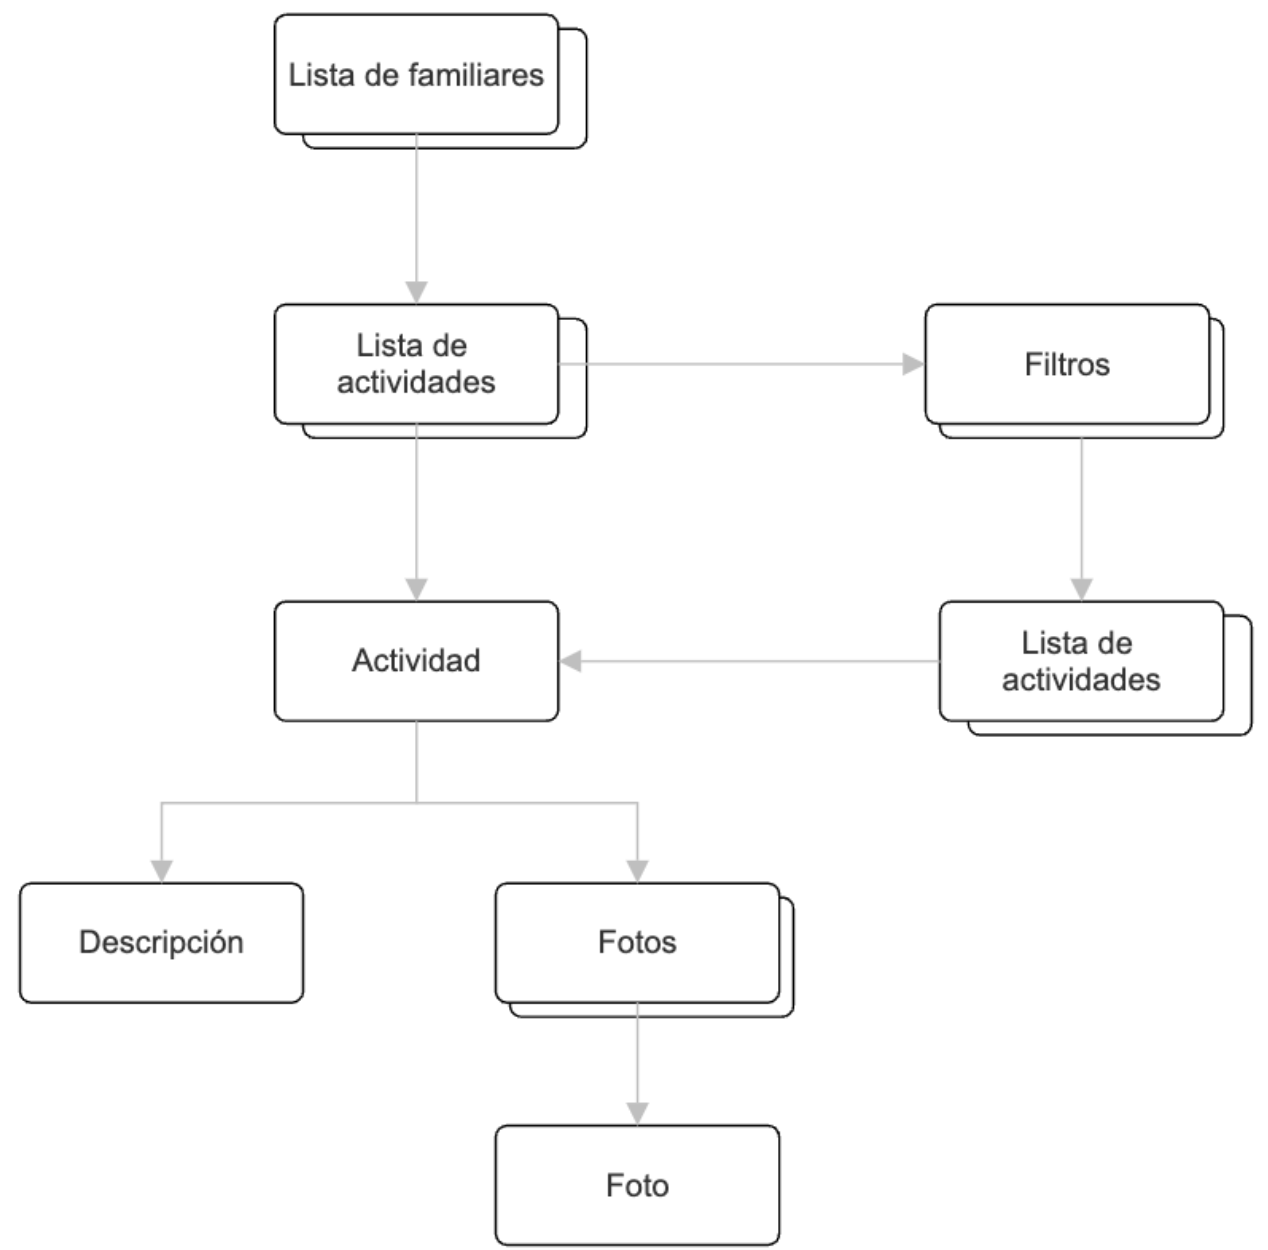 Lista de familiares
Lista de
actividades
Filtros
Actividad
Lista de
actividades
Descripción
Fotos
Foto